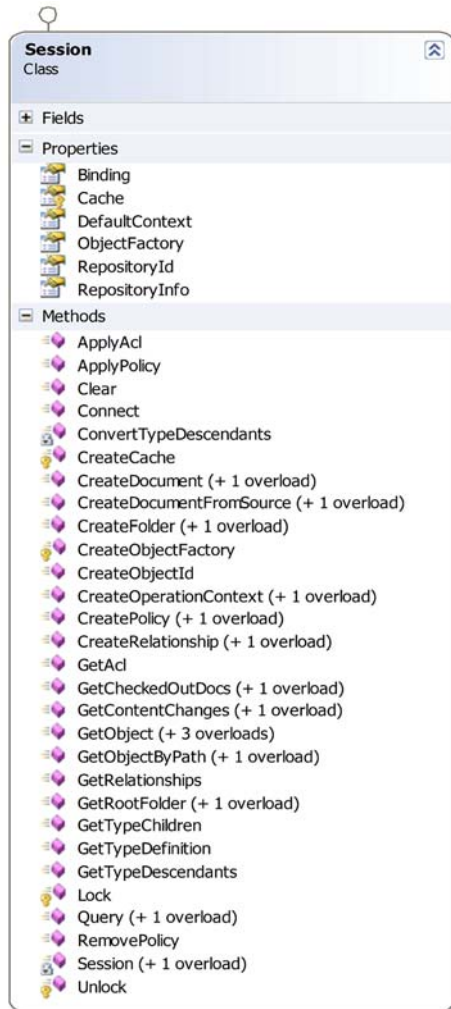 Session
Class
Fields
Properties
Binding
Cache
DefaultContext
ObjectFactory
RepositoryId
RepositoryInfo
Methods
ApplyAcl
ApplyPolicy
Clear
Connect
ConvertTypeDescendants
CreateCache
CreateDocument (+ 1 overload)
CreateDocumentFromSource (+ 1 overload)
CreateFolder (+ 1 overload)
CreateObjectFactory
CreateObjectId
CreateOperationContext (+ 1 overload)
CreatePolicy (+ 1 overload)
CreateRelationship (+ 1 overload)
GetAcl
GetCheckedOutDocs (+ 1 overload)
GetContentChanges (+ 1 overload)
GetObject (+ 3 overloads)
GetObjectByPath (+ 1 overload)
GetRelationships
GetRootFolder (+ 1 overload)
GetTypeChildren
GetTypeDefinition
GetTypeDescendants
Lock
Query (+ 1 overload)
RemovePolicy
Session (+ 1 overload)
Unlock